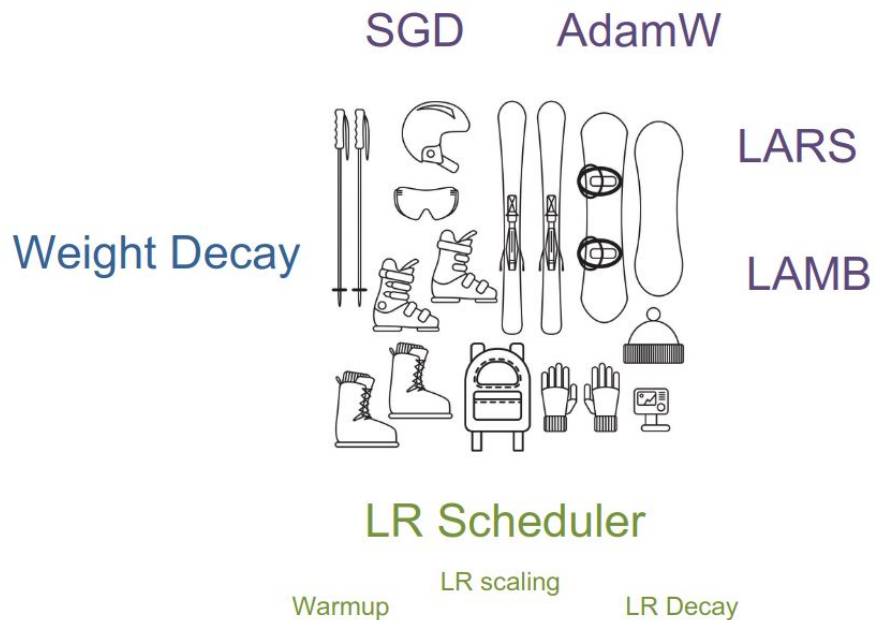 SGD
AdamW
LARS
Weight Decay
LAMB
LR Scheduler
LR scaling
Warmup
LR Decay